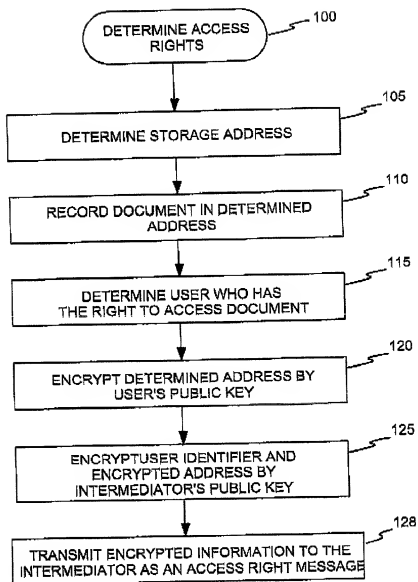 DETERMINE ACCESS
RIGHTS
100
105
DETERMINE STORAGE ADDRESS
110
RECORD DOCUMENT IN DETERMINED
ADDRESS
115
DETERMINE USER WHO HAS
THE RIGHT TO ACCESS DOCUMENT
120
ENCRYPT DETERMINED ADDRESS BY
USER'S PUBLIC KEY
125
ENCRYPTUSER IDENTIFIER AND
ENCRYPTED ADDRESS BY
INTERMEDIATOR'S PUBLIC KEY
128
TRANSMIT ENCRYPTED INFORMATION TO THE
INTERMEDIATOR AS AN ACCESS RIGHT MESSAGE